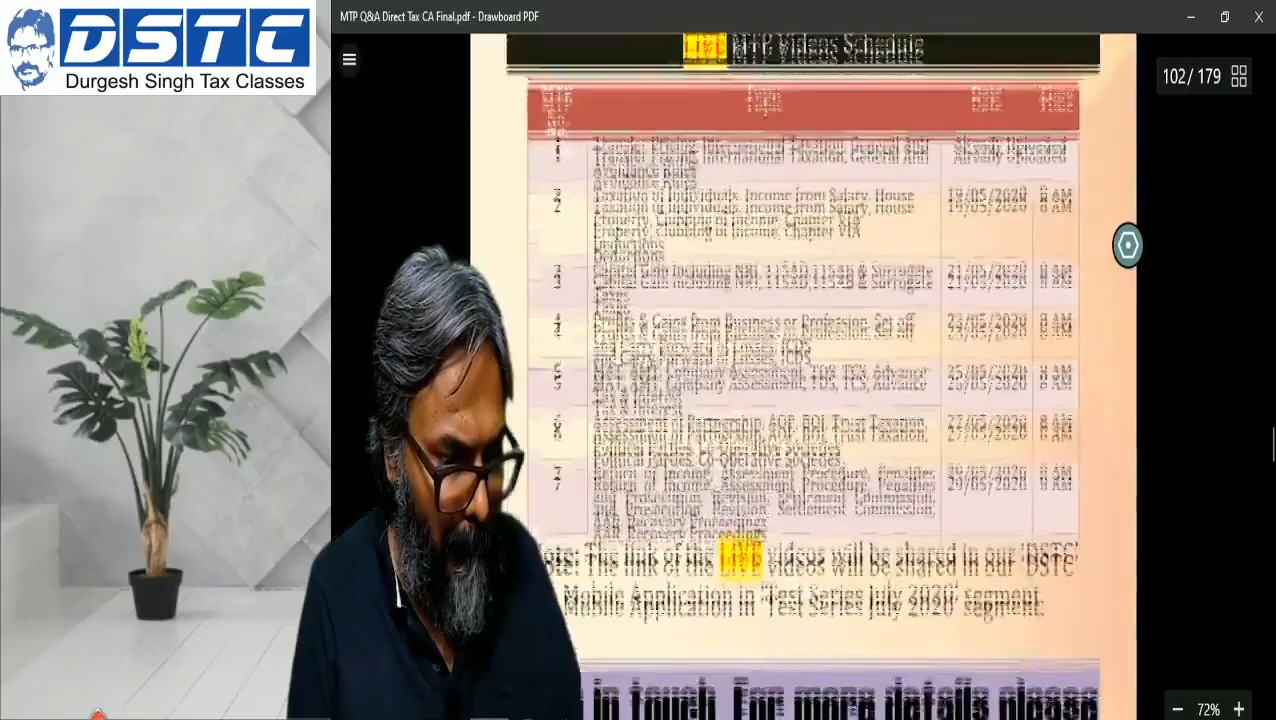 DSTC
Durgesh Singh Tax Classes
MTP Q&A Direct Tax CA Final.pdf - Drawboard PDF
102 / 179
LIVE MTP Videos Schedule
MTP Topic Date Time
1 Transfer Pricing, International Taxation, General Anti Already Uploaded
Avoidance Rules
2 Taxation of Individuals, Income from Salary, House 19/05/2020 8 AM
Property, Clubbing of Income, Chapter VIA
Deductions
3 Capital Gain including NRI, 115AD,115AB & Surrogate 21/05/2020 8 AM
Taxes
4 Profits & Gains from Business or Profession, Set off 23/05/2020 8 AM
and Carry Forward of Losses, ICDS
5 MAT, AMT, Company Assessment, TDS, TCS, Advance 25/05/2020 8 AM
Tax & Interest
6 Assessment of Partnership, AOP, BOI, Trust Taxation, 27/05/2020 8 AM
Political Parties, Co-operative Societies
7 Return of Income, Assessment Procedure, Penalties 29/05/2020 8 AM
and Prosecution, Revision, Settlement Commission,
AAR, Recovery Proceedings
The link of the LIVE videos will be shared in our 'DSTC'
Mobile Application in 'Test Series July 2020' segment.
in touch. For more details please
72%